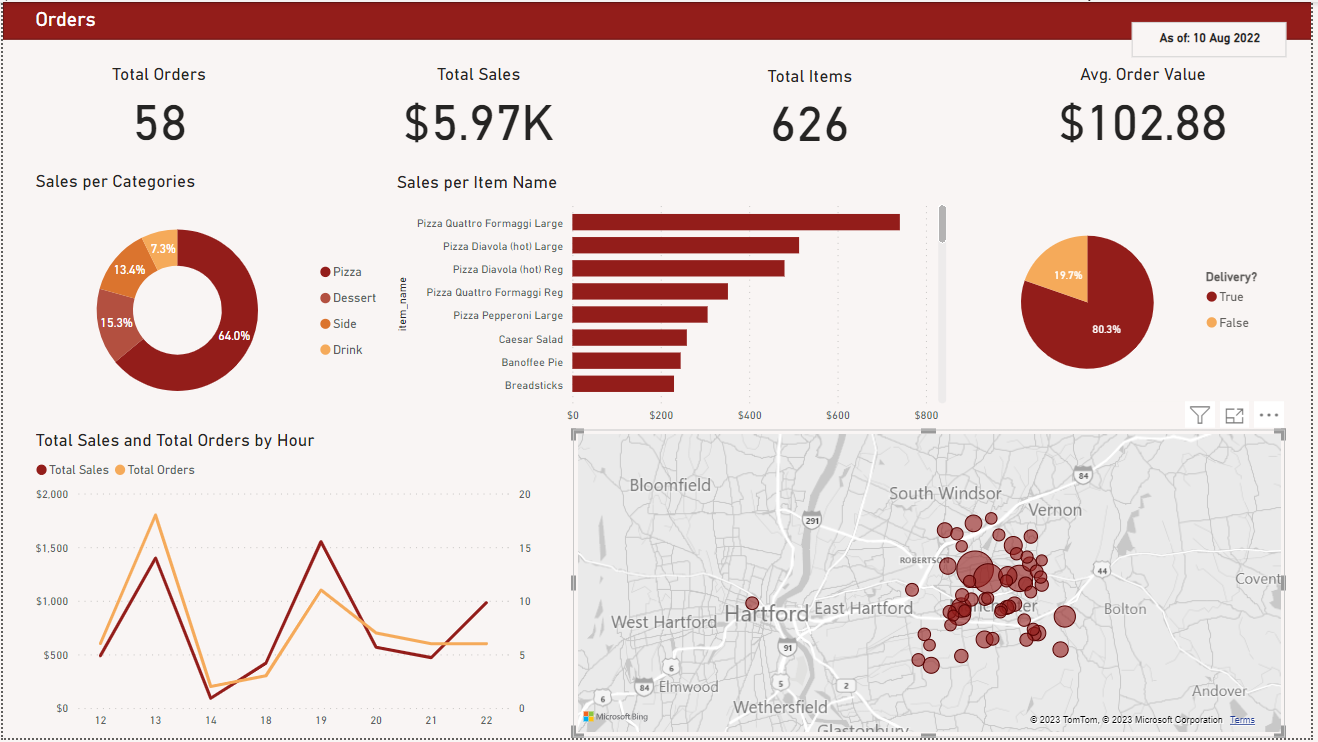 Orders
As of: 10 Aug 2022
Total Orders
58
Total Sales
$5.97K
Total Items
626
Avg. Order Value
$102.88
Sales per Categories
7.3%
13.4%
15.3%
64.0%
Pizza
Dessert
Side
Drink
Sales per Item Name
item_name
Pizza Quattro Formaggi Large
Pizza Diavola (hot) Large
Pizza Diavola (hot) Reg
Pizza Quattro Formaggi Reg
Pizza Pepperoni Large
Caesar Salad
Banoffee Pie
Breadsticks
$0 $200 $400 $600 $800
19.7%
80.3%
Delivery?
True
False
Total Sales and Total Orders by Hour
Total Sales Total Orders
$2,000 20
$1,500 15
$1,000 10
$500 5
$0 0
12 13 14 18 19 20 21 22
Bloomfield
South Windsor
84
Vernon
291
ROBERTSON
44
Covent
Hartford
East Hartford
Bolton
West Hartford
91
6
84
Elmwood
5
2
Andover
6
Wethersfield
Microsoft Bing
© 2023 TomTom, © 2023 Microsoft Corporation Terms
Glastonbury